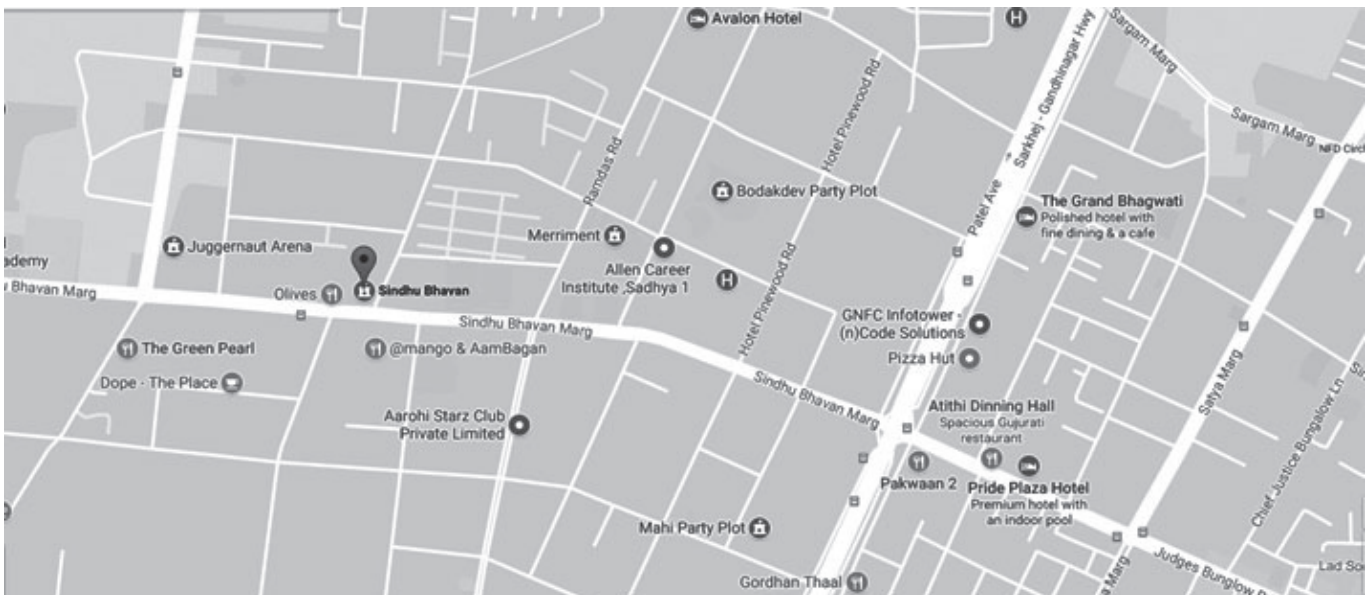 Avalon Hotel
H
Sargam Marg
Sarkhej - Gandhinagar Hwy
Sargam Marg
NFD Circ
Hotel Pinewood Rd
Ramdas Rd
Patel Ave
Bodakdev Party Plot
The Grand Bhagwati
Polished hotel with
fine dining & a cafe
Juggernaut Arena
Merriment
Allen Career
Institute ,Sadhya 1
H
ademy
u Bhavan Marg
Olives
Sindhu Bhavan
Hotel Pinewood Rd
Sindhu Bhavan Marg
GNFC Infotower -
(n)Code Solutions
The Green Pearl
@mango & AamBagan
Pizza Hut
Dope - The Place
Sindhu Bhavan Marg
Satya Marg
Aarohi Starz Club
Private Limited
Atithi Dinning Hall
Spacious Gujurati
restaurant
Chief Justice Bungalow Ln
Pakwaan 2
Pride Plaza Hotel
Premium hotel with
an indoor pool
Mahi Party Plot
Gordhan Thaal
a Marg
Judges Bunglow
Lad So